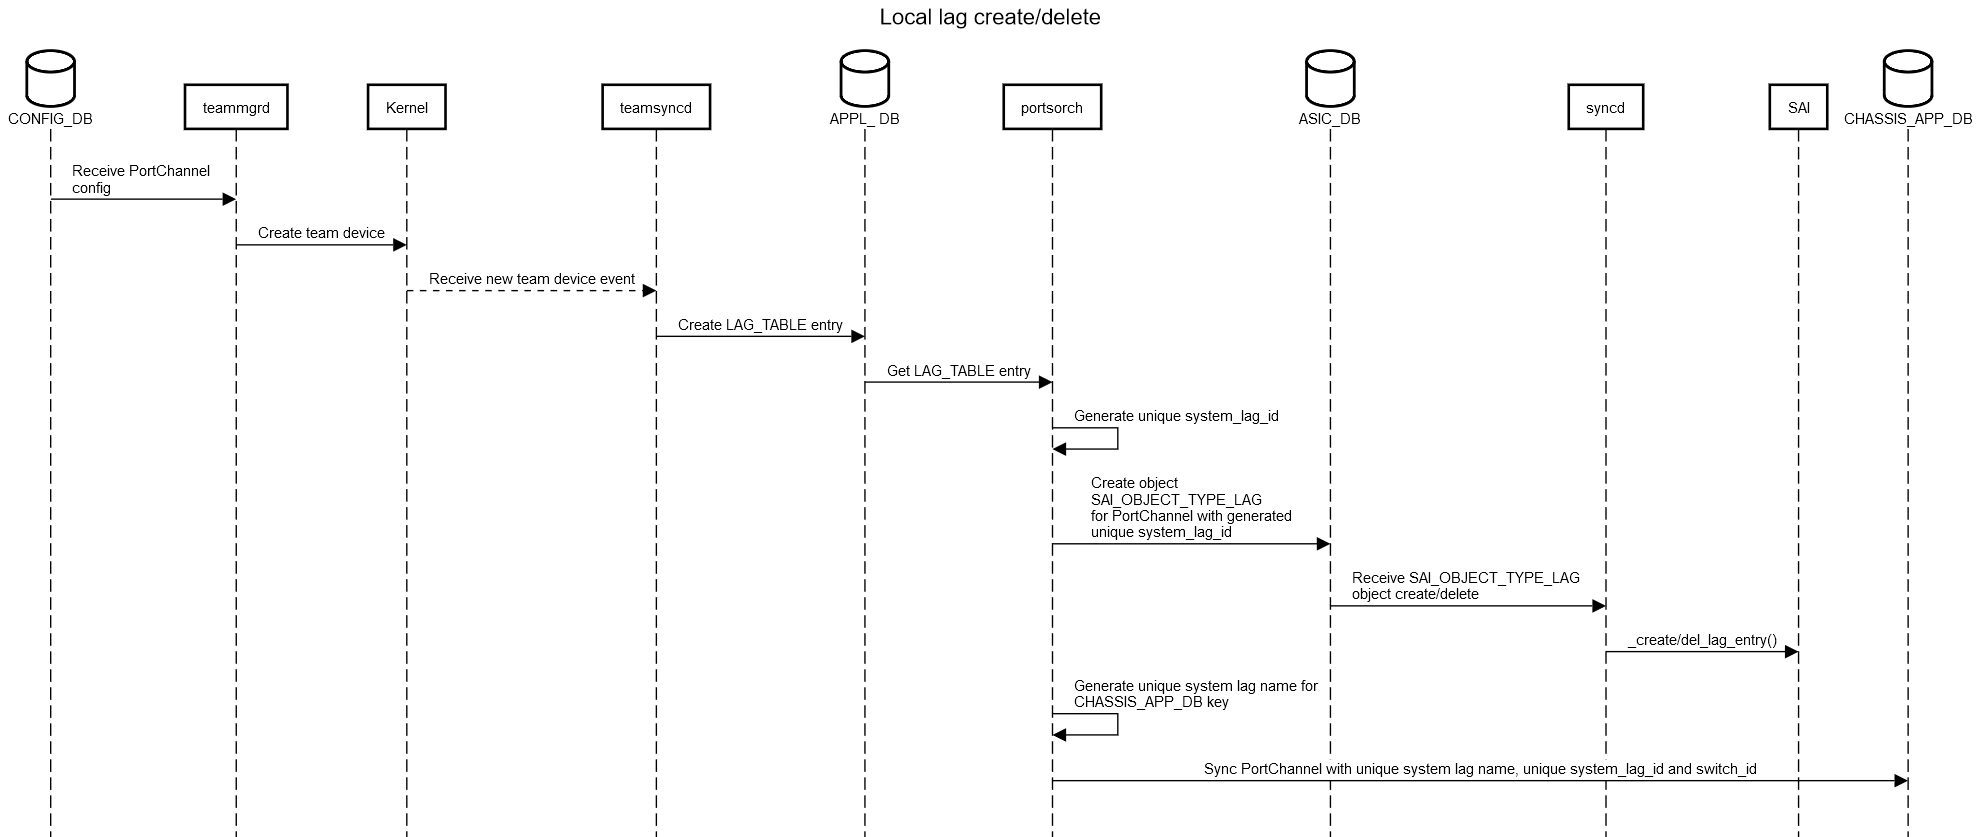 Local lag create/delete
CONFIG_DB
teammgrd
Kernel
teamsyncd
APPL_ DB
portsorch
ASIC_DB
syncd
SAI
CHASSIS_APP_DB
Receive PortChannel
config
Create team device
Receive new team device event
Create LAG_TABLE entry
Get LAG_TABLE entry
Generate unique system_lag_id
Create object
SAI_OBJECT_TYPE_LAG
for PortChannel with generated
unique system_lag_id
Receive SAI_OBJECT_TYPE_LAG
object create/delete
_create/del_lag_entry()
Generate unique system lag name for
CHASSIS_APP_DB key
Sync PortChannel with unique system lag name, unique system_lag_id and switch_id